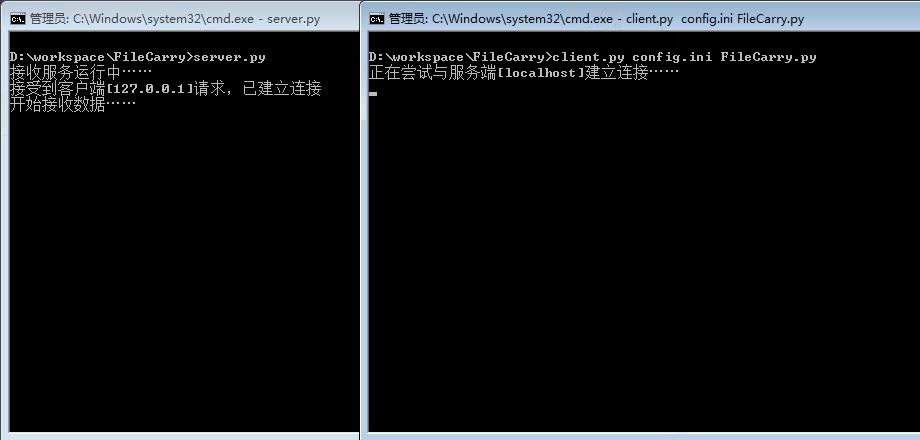 管理员: C:\Windows\system32\cmd.exe - server.py
D:\workspace\FileCarry>server.py
接收服务运行中……
接受到客户端[127.0.0.1]请求, 已建立连接
开始接收数据……
管理员: C:\Windows\system32\cmd.exe - client.py  config.ini FileCarry.py
D:\workspace\FileCarry>client.py config.ini FileCarry.py
正在尝试与服务端[localhost]建立连接……